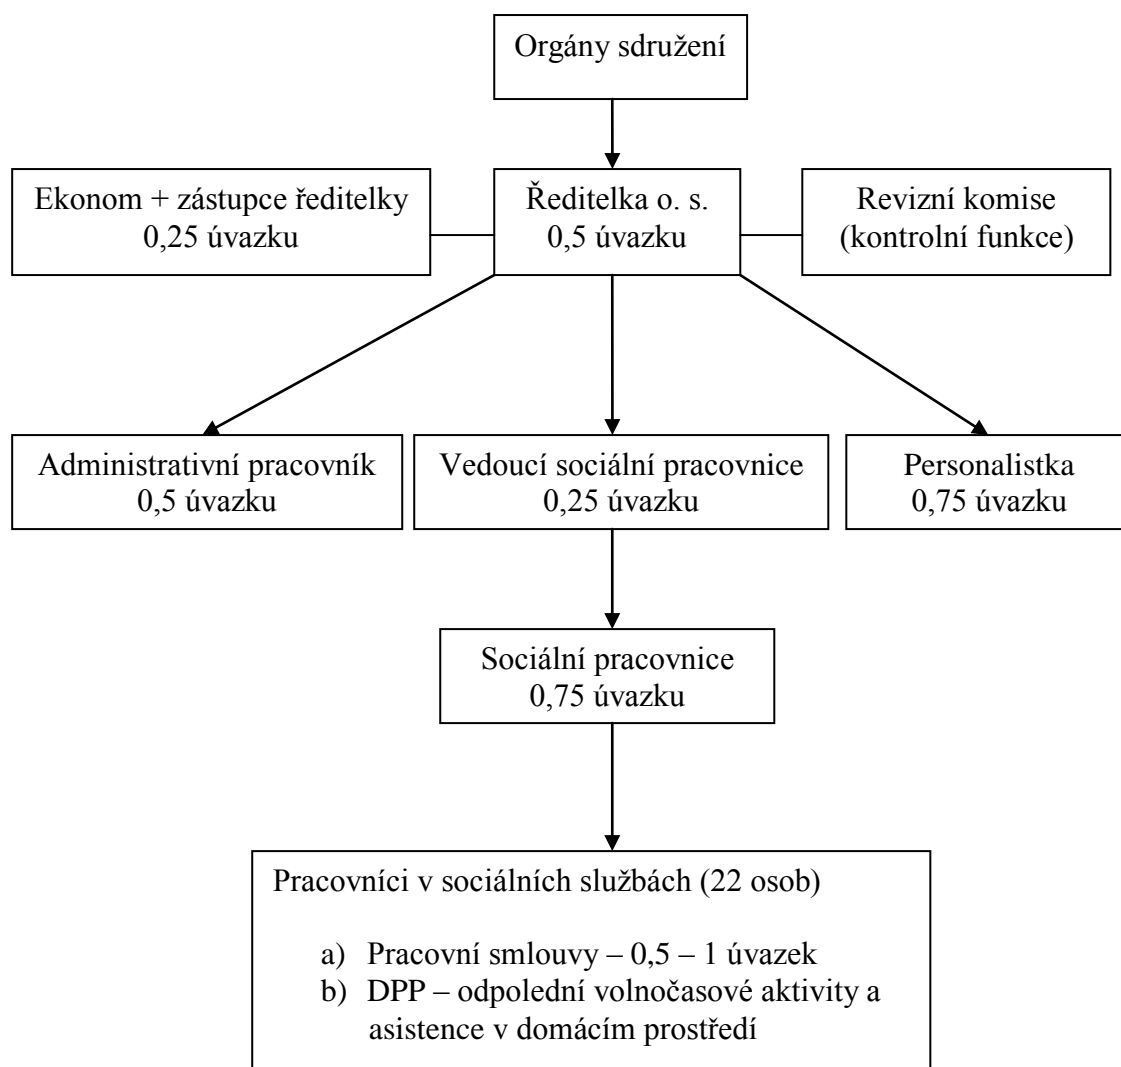 Orgány sdružení
Ekonom + zástupce ředitelky
0,25 úvazku
Ředitelka o. s.
0,5 úvazku
Revizní komise
(kontrolní funkce)
Administrativní pracovník
0,5 úvazku
Vedoucí sociální pracovnice
0,25 úvazku
Personalistka
0,75 úvazku
Sociální pracovnice
0,75 úvazku
Pracovníci v sociálních službách (22 osob)
a) Pracovní smlouvy – 0,5 – 1 úvazek
b) DPP – odpolední volnočasové aktivity a
asistence v domácím prostředí